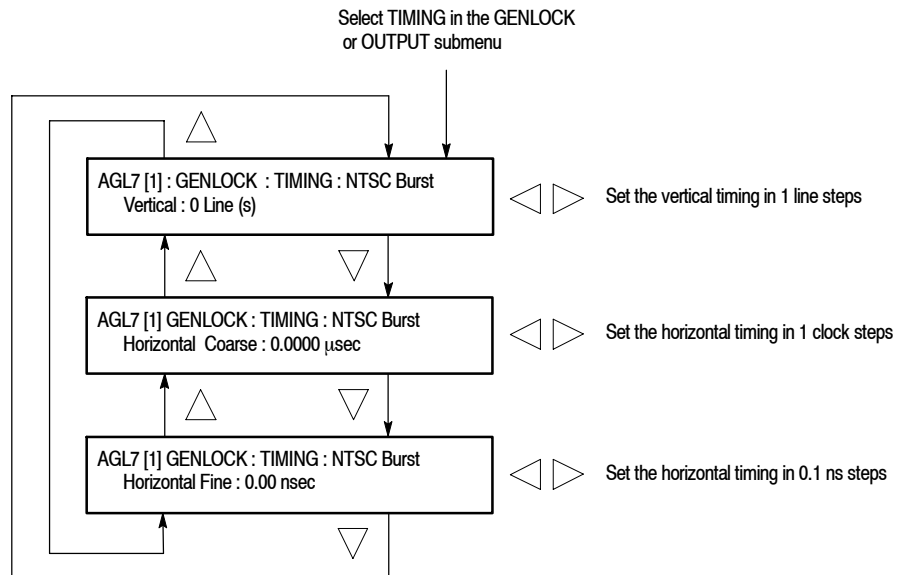 Select TIMING in the GENLOCK
or OUTPUT submenu
AGL7 [1] : GENLOCK : TIMING : NTSC Burst
Vertical : 0 Line (s)
Set the vertical timing in 1 line steps
AGL7 [1] GENLOCK : TIMING : NTSC Burst
Horizontal Coarse : 0.0000 μsec
Set the horizontal timing in 1 clock steps
AGL7 [1] GENLOCK : TIMING : NTSC Burst
Horizontal Fine : 0.00 nsec
Set the horizontal timing in 0.1 ns steps